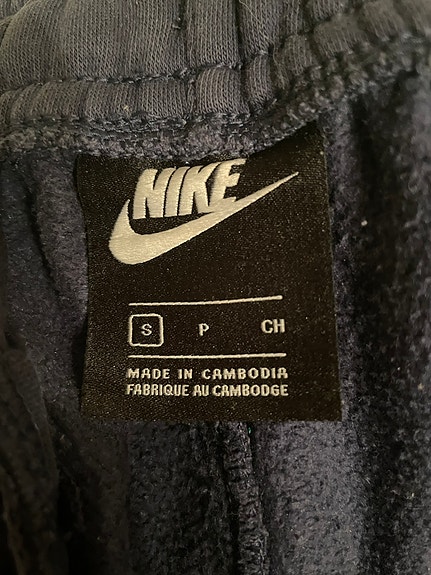 NIKE
S P CH
MADE IN CAMBODIA
FABRIQUE AU CAMBODGE